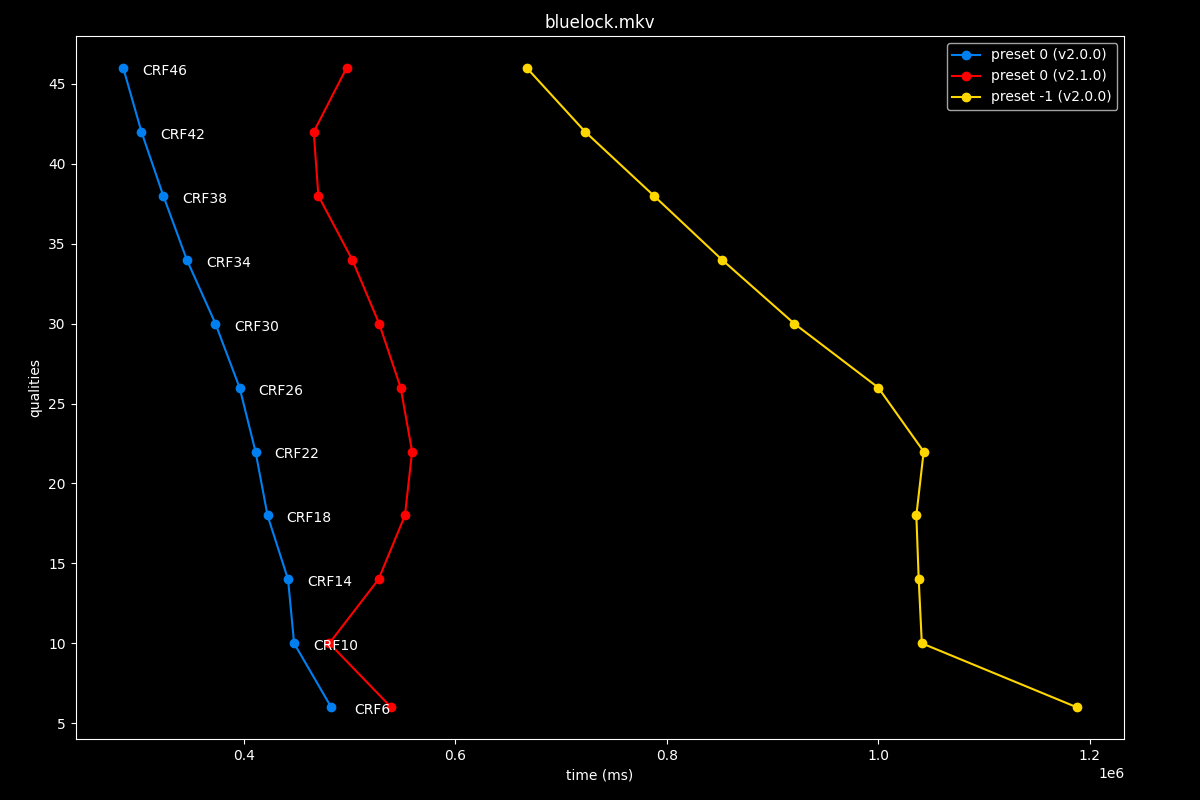 bluelock.mkv
preset 0 (v2.0.0)
preset 0 (v2.1.0)
preset -1 (v2.0.0)
CRF46
CRF42
CRF38
CRF34
CRF30
CRF26
CRF22
CRF18
CRF14
CRF10
CRF6
45
40
35
30
25
20
15
10
5
qualities
0.4
0.6
0.8
1.0
1.2
1e6
time (ms)